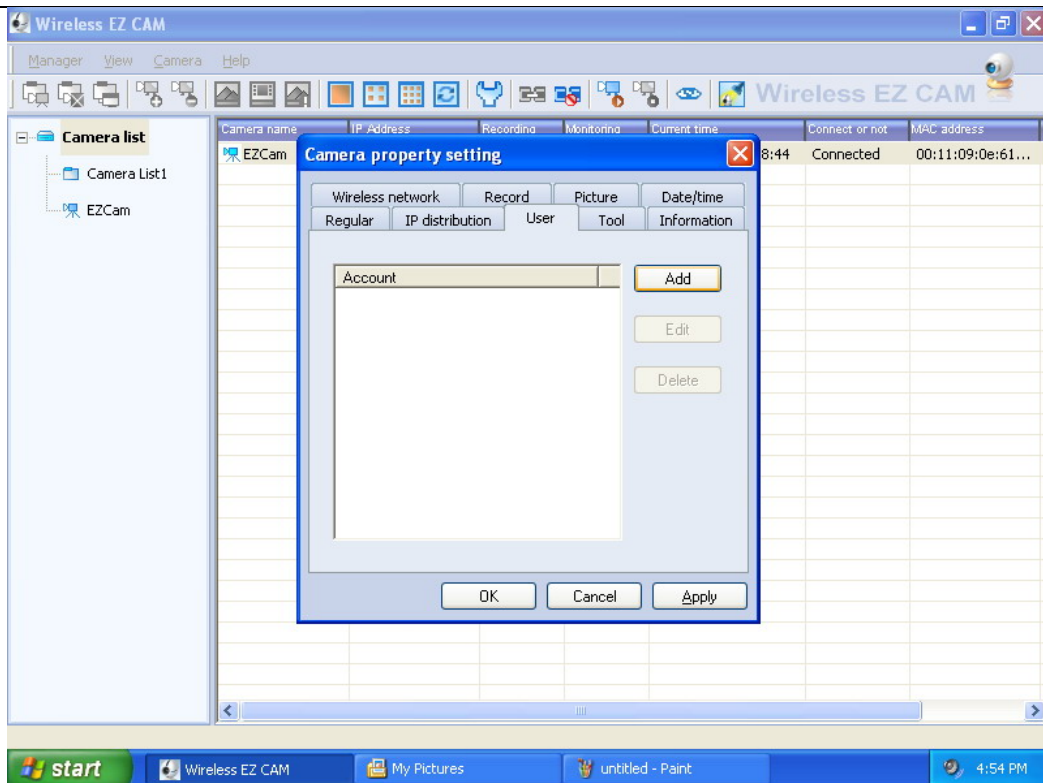 Wireless EZ CAM
Manager View Camera Help
Wireless EZ CAM
Camera list
Camera List1
EZCam
Camera name IP Address Recording Monitoring Current time Connect or not MAC address
EZCam 8:44 Connected 00:11:09:0e:61...
Camera property setting
Wireless network Record Picture Date/time
Regular IP distribution User Tool Information
Account
Add
Edit
Delete
OK Cancel Apply
start Wireless EZ CAM My Pictures untitled - Paint 4:54 PM